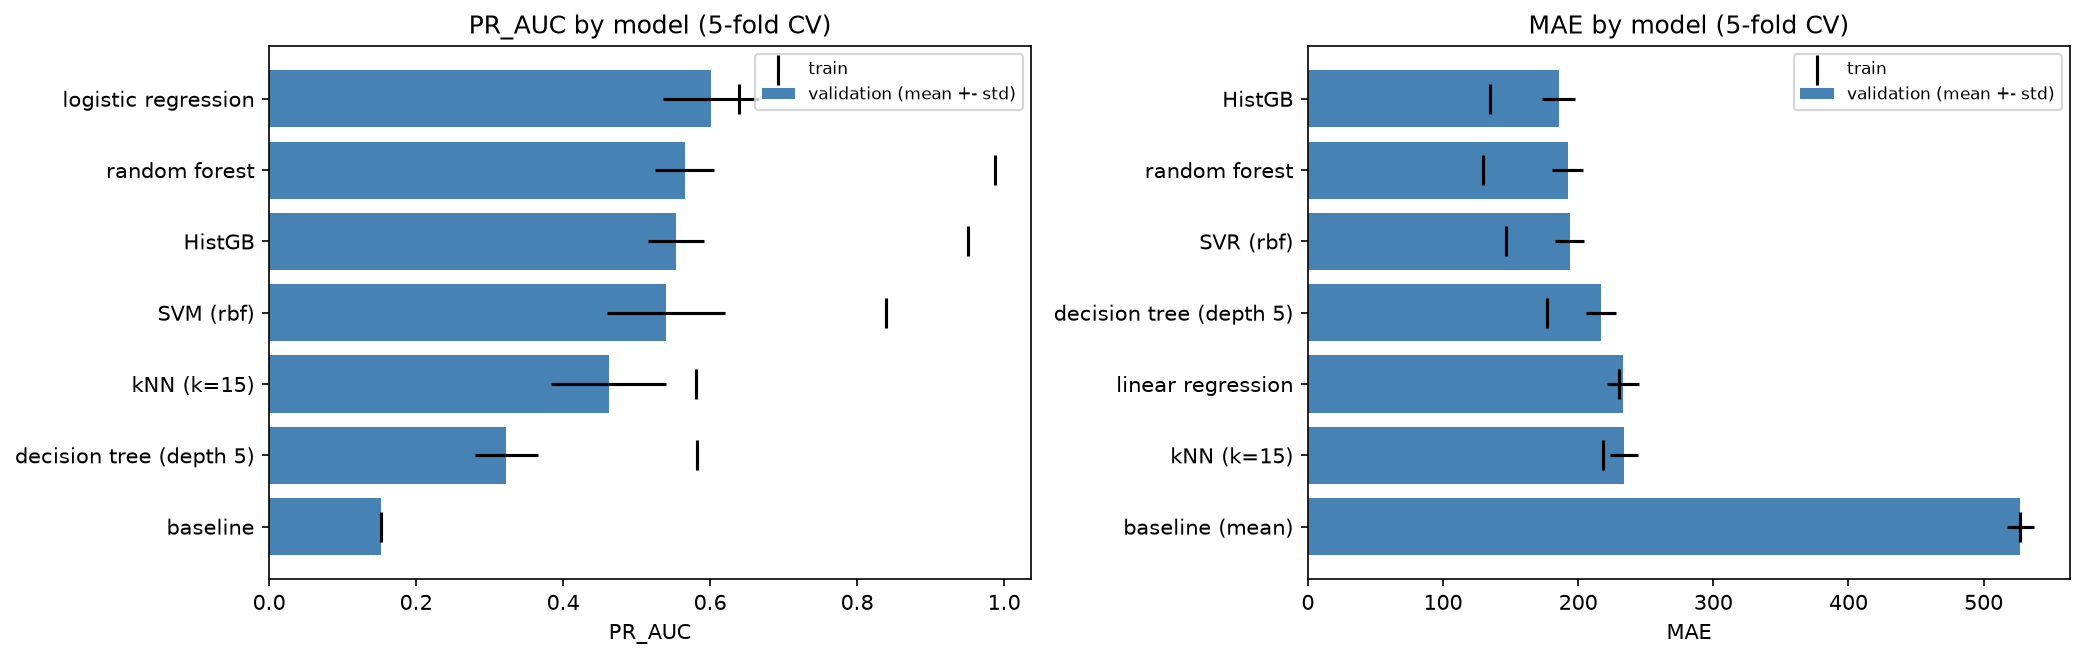 PR_AUC by model (5-fold CV)
train
validation (mean +- std)
logistic regression
random forest
HistGB
SVM (rbf)
kNN (k=15)
decision tree (depth 5)
baseline
0.0 0.2 0.4 0.6 0.8 1.0
PR_AUC
MAE by model (5-fold CV)
train
validation (mean +- std)
HistGB
random forest
SVR (rbf)
decision tree (depth 5)
linear regression
kNN (k=15)
baseline (mean)
0 100 200 300 400 500
MAE